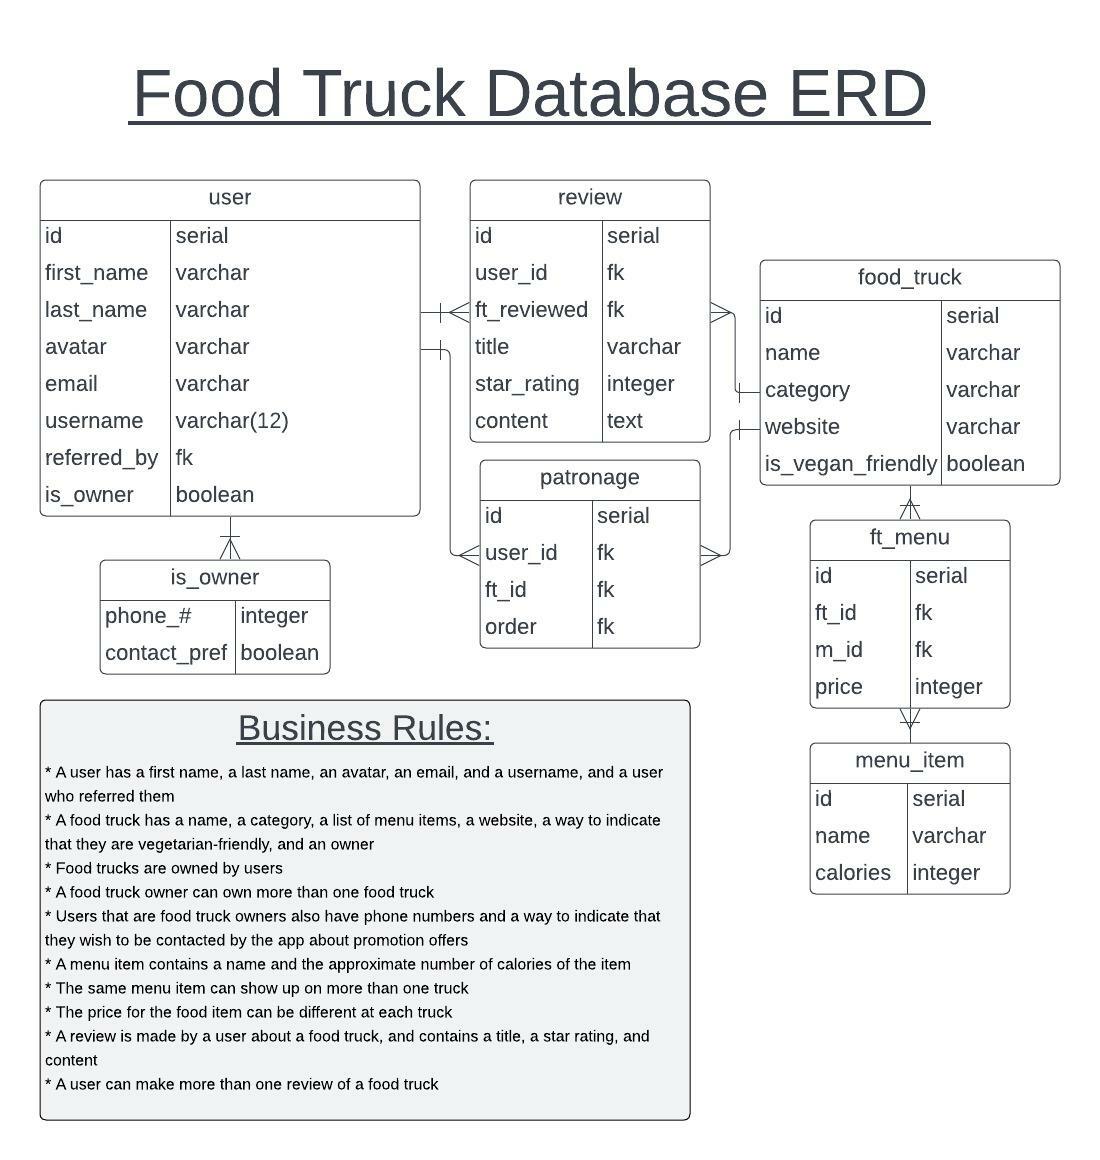 Food Truck Database ERD
user
id serial
first_name varchar
last_name varchar
avatar varchar
email varchar
username varchar(12)
referred_by fk
is_owner boolean
review
id serial
user_id fk
ft_reviewed fk
title varchar
star_rating integer
content text
food_truck
id serial
name varchar
category varchar
website varchar
is_vegan_friendly boolean
patronage
id serial
user_id fk
ft_id fk
order fk
is_owner
phone_# integer
contact_pref boolean
ft_menu
id serial
ft_id fk
m_id fk
price integer
menu_item
id serial
name varchar
calories integer
Business Rules:
* A user has a first name, a last name, an avatar, an email, and a username, and a user
who referred them
* A food truck has a name, a category, a list of menu items, a website, a way to indicate
that they are vegetarian-friendly, and an owner
* Food trucks are owned by users
* A food truck owner can own more than one food truck
* Users that are food truck owners also have phone numbers and a way to indicate that
they wish to be contacted by the app about promotion offers
* A menu item contains a name and the approximate number of calories of the item
* The same menu item can show up on more than one truck
* The price for the food item can be different at each truck
* A review is made by a user about a food truck, and contains a title, a star rating, and
content
* A user can make more than one review of a food truck